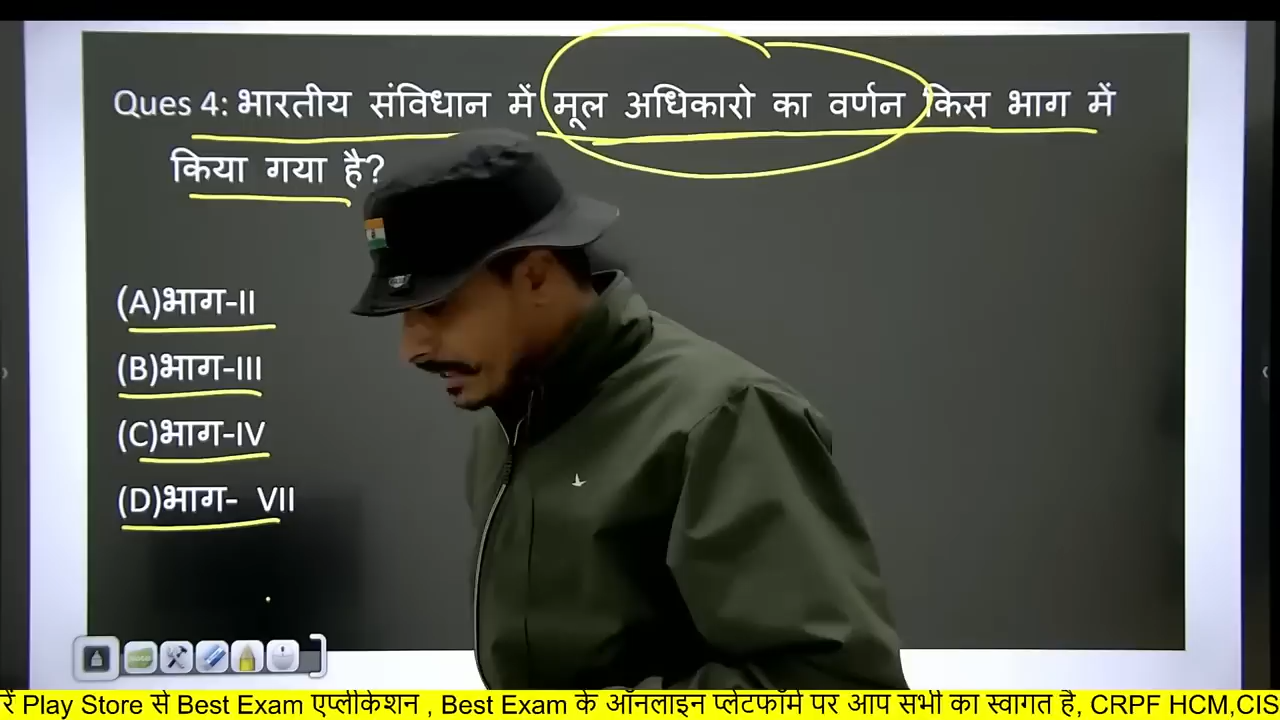 Ques 4: भारतीय संविधान में मूल अधिकारो का वर्णन किस भाग में
किया गया है?
(A)भाग-II
(B)भाग-III
(C)भाग-IV
(D)भाग- VII
रें Play Store से Best Exam एप्लीकेशन , Best Exam के ऑनलाइन प्लेटफॉर्म पर आप सभी का स्वागत है, CRPF HCM,CIS